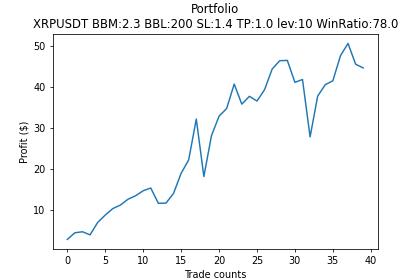 Portfolio
XRPUSDT BBM:2.3 BBL:200 SL:1.4 TP:1.0 lev:10 WinRatio:78.0
50
40
30
20
10
Profit ($)
0 5 10 15 20 25 30 35 40
Trade counts